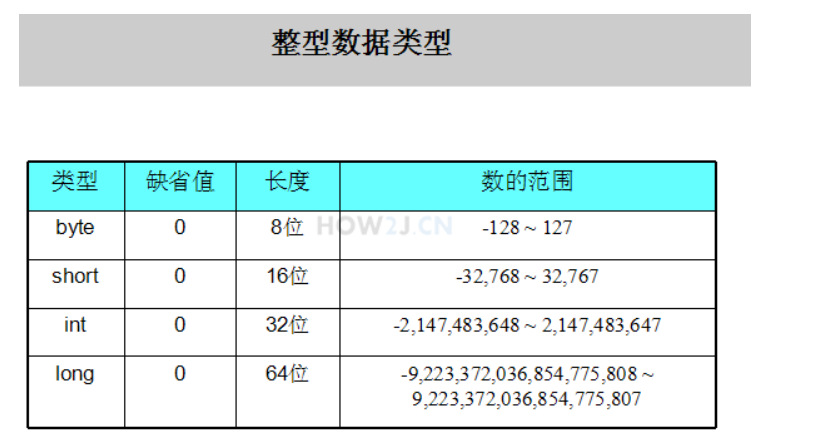 整型数据类型
类型 缺省值 长度 数的范围
byte 0 8位 HOW2J.CN -128 ~ 127
short 0 16位 -32,768 ~ 32,767
int 0 32位 -2,147,483,648 ~ 2,147,483,647
long 0 64位 -9,223,372,036,854,775,808 ~
9,223,372,036,854,775,807